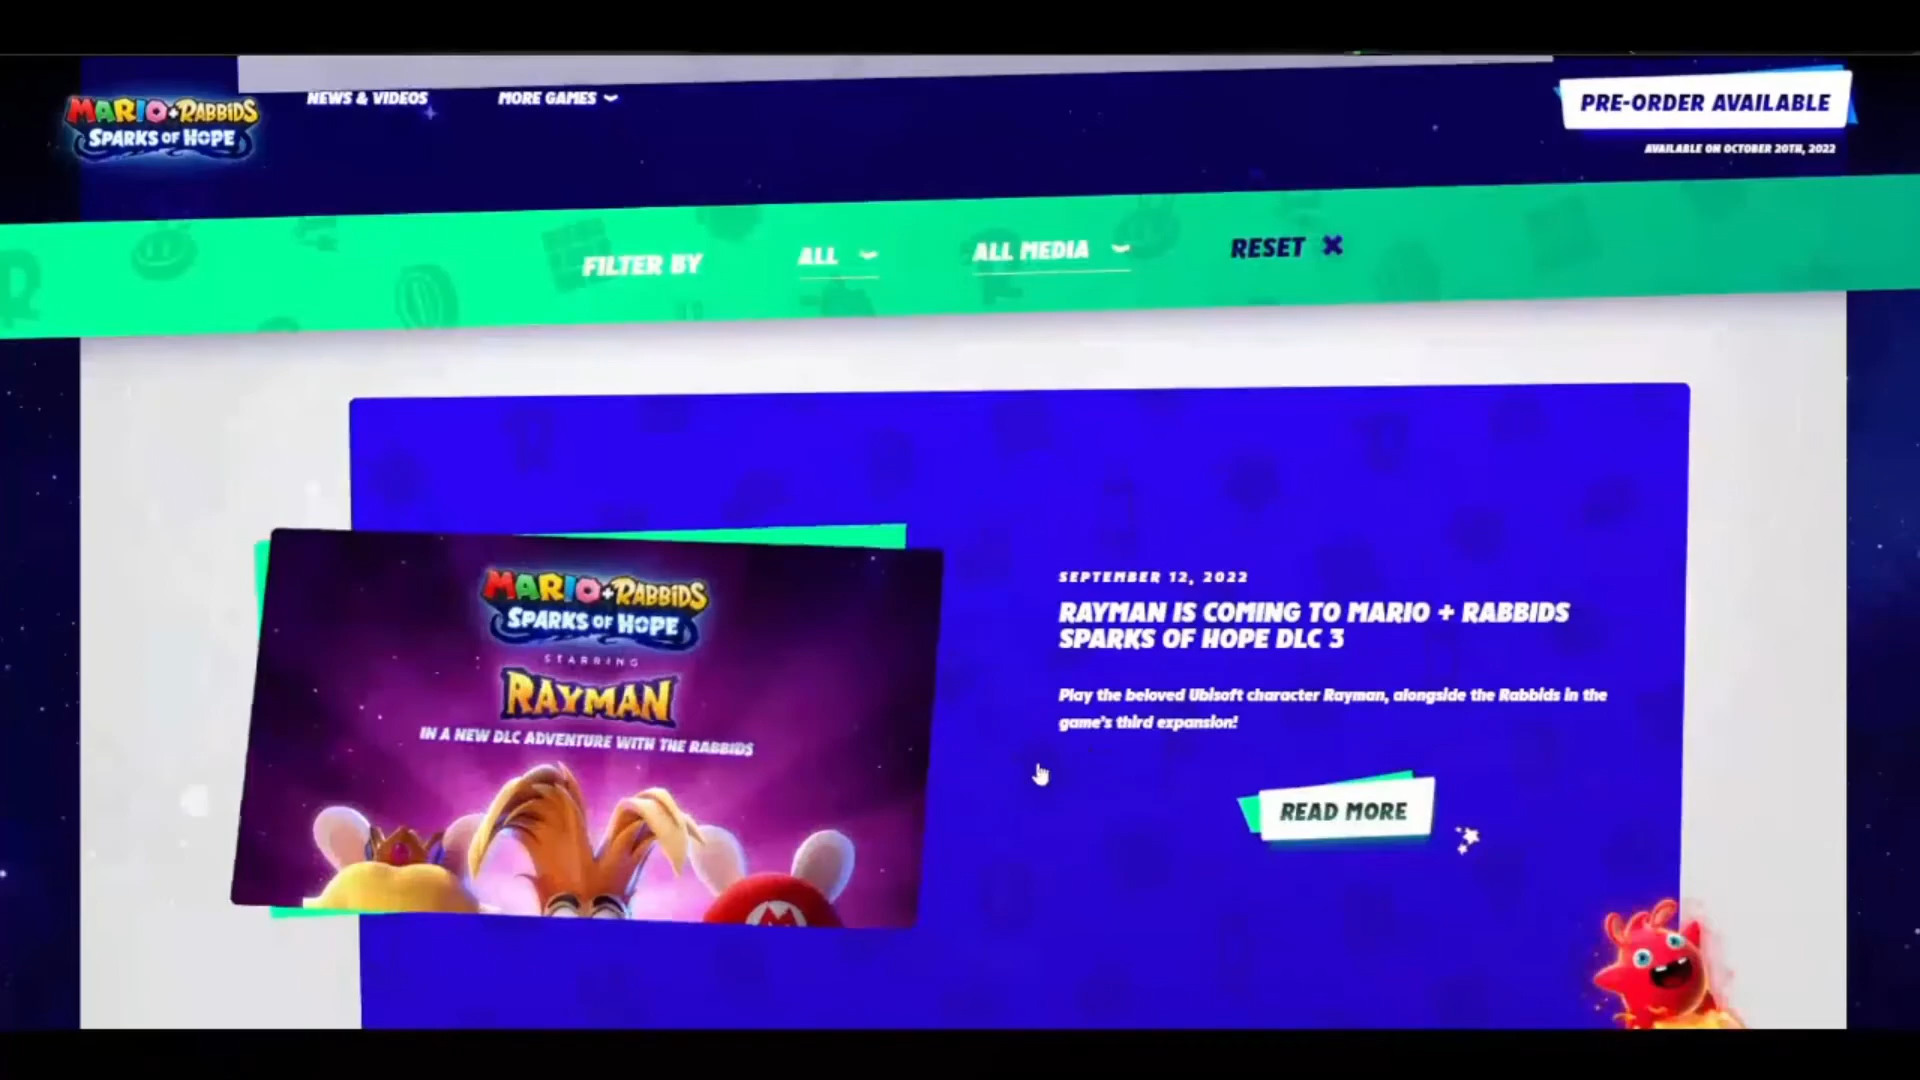 MARIO+RABBIDS
SPARKS OF HOPE
NEWS & VIDEOS
MORE GAMES
PRE-ORDER AVAILABLE
AVAILABLE ON OCTOBER 20TH, 2022
FILTER BY
ALL
ALL MEDIA
RESET
MARIO+RABBIDS
SPARKS OF HOPE
STARRING
RAYMAN
IN A NEW DLC ADVENTURE WITH THE RABBIDS
SEPTEMBER 12, 2022
RAYMAN IS COMING TO MARIO + RABBIDS
SPARKS OF HOPE DLC 3
Play the beloved Ubisoft character Rayman, alongside the Rabbids in the
game's third expansion!
READ MORE